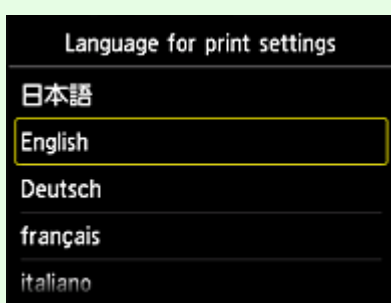 Language for print settings
日本語
English
Deutsch
français
italiano